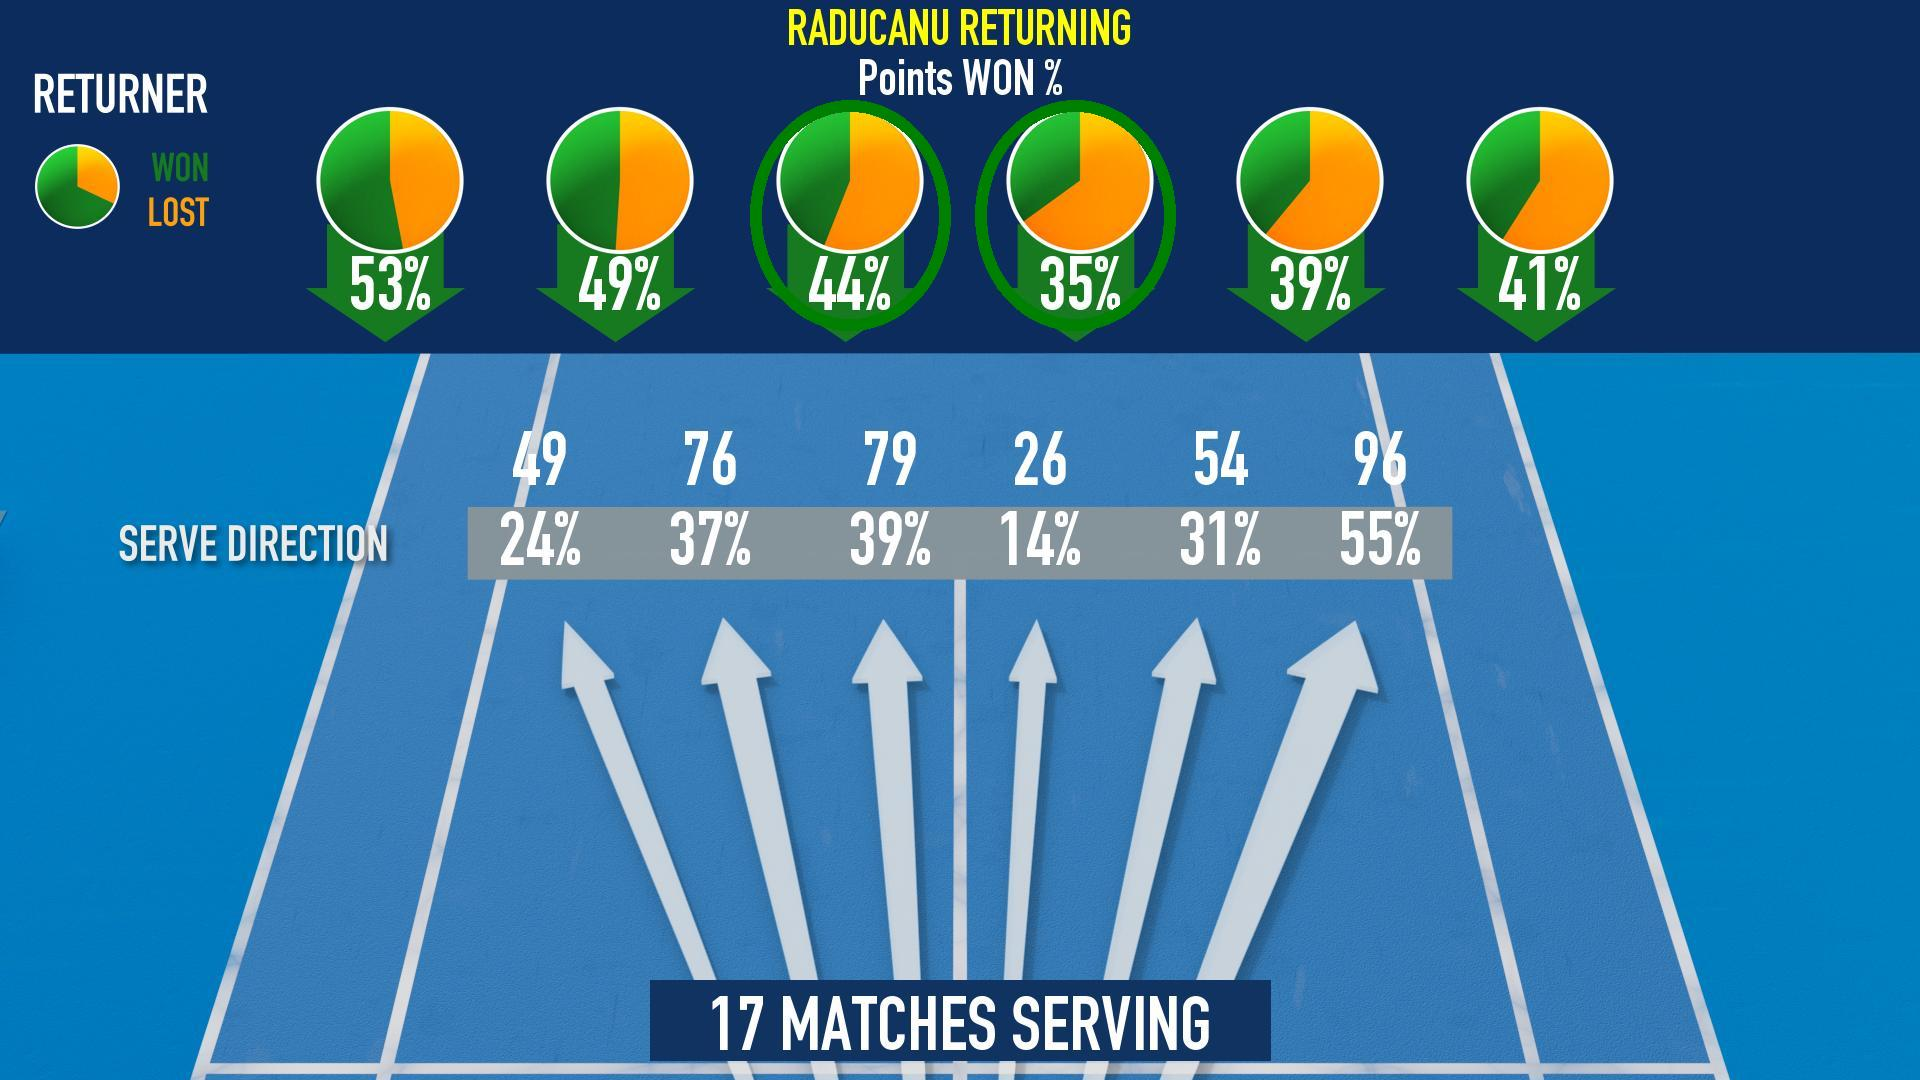 RADUCANU RETURNING
Points WON %
RETURNER
WON
LOST
53% 49% 44% 35% 39% 41%
49 76 79 26 54 96
SERVE DIRECTION 24% 37% 39% 14% 31% 55%
17 MATCHES SERVING